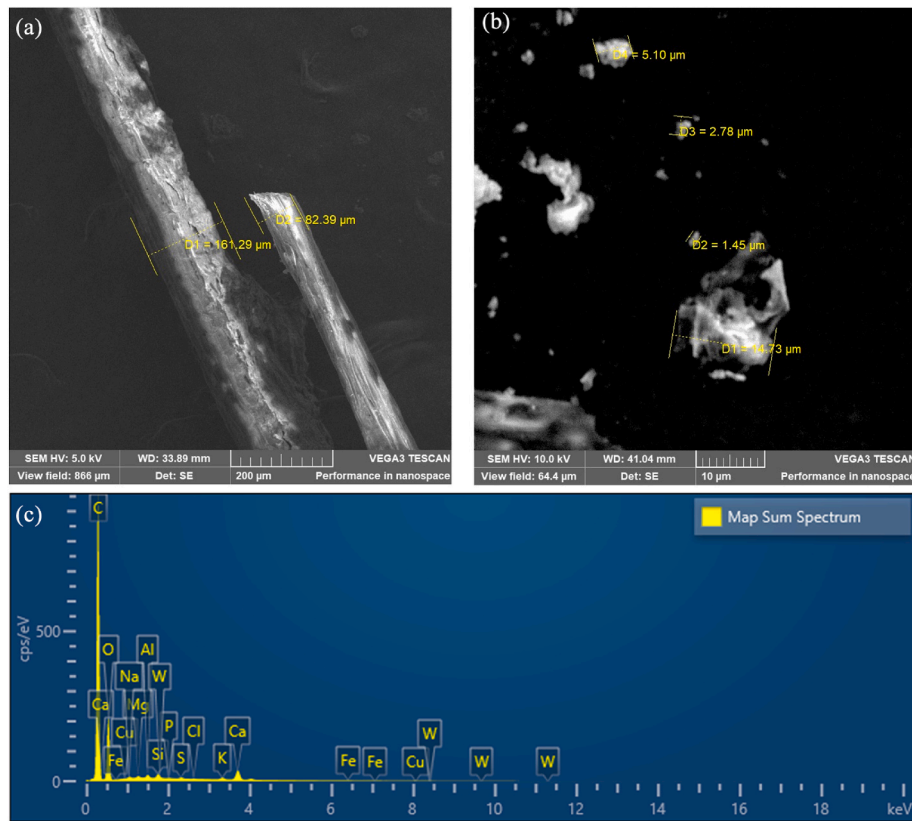 (a)
D1 = 161.29 µm
D2 = 82.39 µm
SEM HV: 5.0 kV
WD: 33.89 mm
VEGA3 TESCAN
View field: 866 µm
Det: SE
200 µm
Performance in nanospace
(b)
D4 = 5.10 µm
D3 = 2.78 µm
D2 = 1.45 µm
D1 = 14.73 µm
SEM HV: 10.0 kV
WD: 41.04 mm
VEGA3 TESCAN
View field: 64.4 µm
Det: SE
10 µm
Performance in nanospace
(c)
Map Sum Spectrum
cps/eV
500
0
C
O
Al
Na
W
Ca
Mg
Cu
P
Cl
Ca
W
Fe
Si
S
K
Fe
Fe
Cu
W
W
0 2 4 6 8 10 12 14 16 18 keV